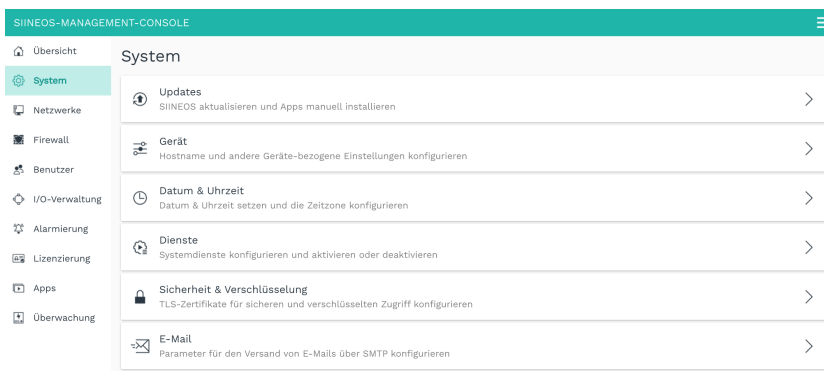 SIINEOS-MANAGEMENT-CONSOLE
Übersicht
System
Netzwerke
Firewall
Benutzer
I/O-Verwaltung
Alarmierung
Lizenzierung
Apps
Überwachung
System
Updates
SIINEOS aktualisieren und Apps manuell installieren
Gerät
Hostname und andere Geräte-bezogene Einstellungen konfigurieren
Datum & Uhrzeit
Datum & Uhrzeit setzen und die Zeitzone konfigurieren
Dienste
Systemdienste konfigurieren und aktivieren oder deaktivieren
Sicherheit & Verschlüsselung
TLS-Zertifikate für sicheren und verschlüsselten Zugriff konfigurieren
E-Mail
Parameter für den Versand von E-Mails über SMTP konfigurieren